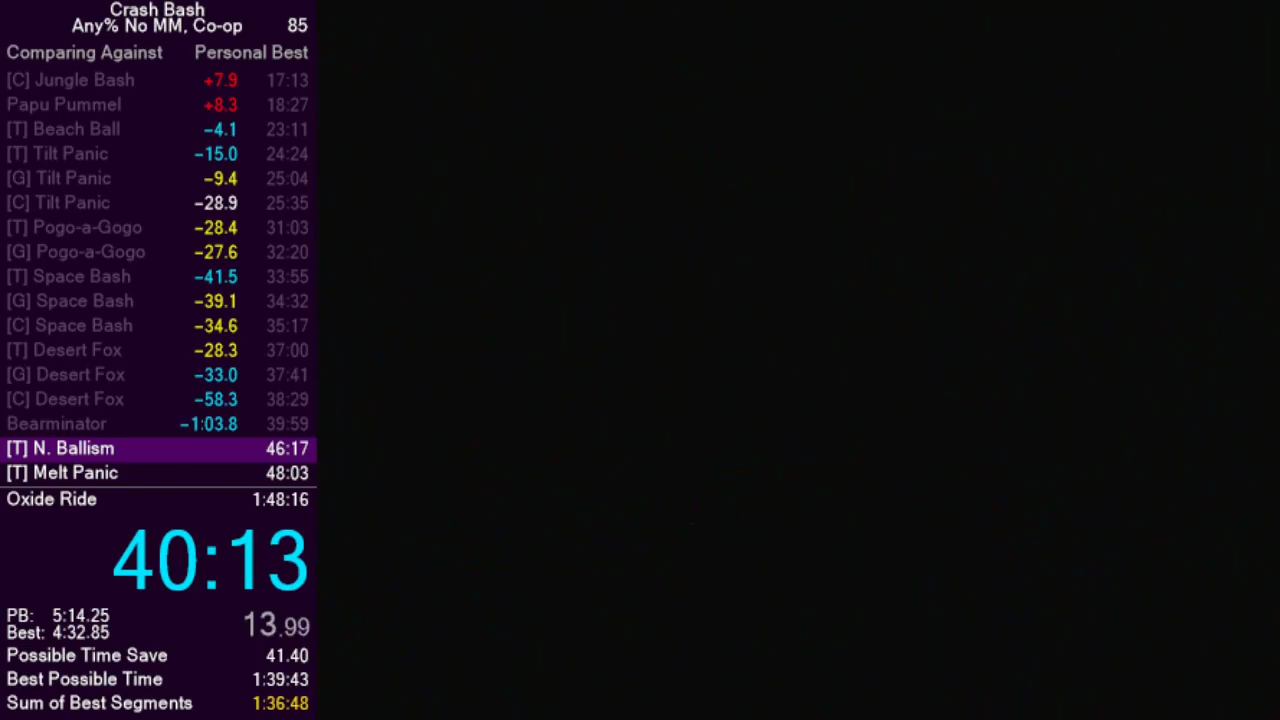 Crash Bash
Any% No MM, Co-op 85
Comparing Against Personal Best
[C] Jungle Bash +7.9 17:13
Papu Pummel +8.3 18:27
[T] Beach Ball −4.1 23:11
[T] Tilt Panic −15.0 24:24
[G] Tilt Panic −9.4 25:04
[C] Tilt Panic −28.9 25:35
[T] Pogo-a-Gogo −28.4 31:03
[G] Pogo-a-Gogo −27.6 32:20
[T] Space Bash −41.5 33:55
[G] Space Bash −39.1 34:32
[C] Space Bash −34.6 35:17
[T] Desert Fox −28.3 37:00
[G] Desert Fox −33.0 37:41
[C] Desert Fox −58.3 38:29
Bearminator −1:03.8 39:59
[T] N. Ballism 46:17
[T] Melt Panic 48:03
Oxide Ride 1:48:16
40:13
PB: 5:14.25
Best: 4:32.85
13.99
Possible Time Save 41.40
Best Possible Time 1:39:43
Sum of Best Segments 1:36:48